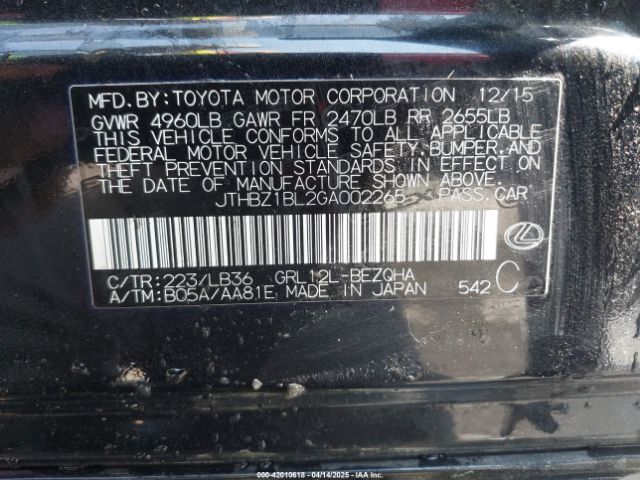 MFD. BY: TOYOTA MOTOR CORPORATION 12/15
GVWR 4960LB GAWR FR 2470LB RR 2655LB
THIS VEHICLE CONFORMS TO ALL APPLICABLE
FEDERAL MOTOR VEHICLE SAFETY, BUMPER, AND
THEFT PREVENTION STANDARDS IN EFFECT ON
THE DATE OF MANUFACTURE SHOWN ABOVE.
JTHBZ1BL2GA002265 PASS. CAR
C/TR: 223/LB36 GRL12L-BEZQHA
A/TM: B05A/AA81E MADE IN JAPAN 542 C
000-42010618 - 04/14/2025 - IAA Inc.